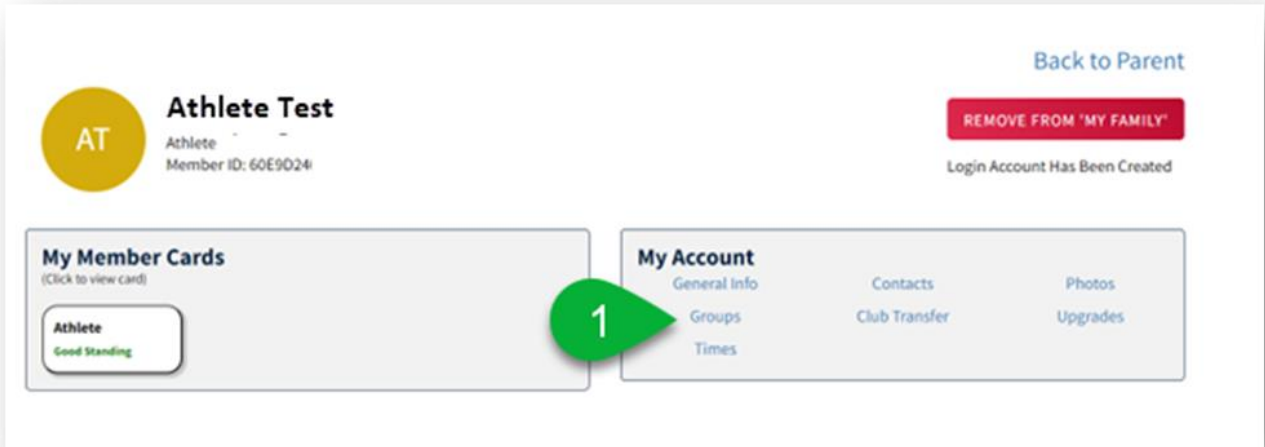 Back to Parent
AT
Athlete Test
Athlete
Member ID: 60E9D24
REMOVE FROM 'MY FAMILY'
Login Account Has Been Created
My Member Cards
(Click to view card)
Athlete
Good Standing
My Account
General Info
Contacts
Photos
1
Groups
Club Transfer
Upgrades
Times